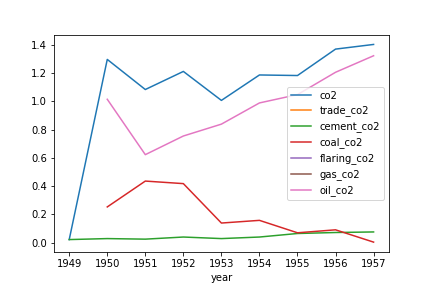 1.4
1.2
1.0
0.8
0.6
0.4
0.2
0.0
co2
trade_co2
cement_co2
coal_co2
flaring_co2
gas_co2
oil_co2
1949 1950 1951 1952 1953 1954 1955 1956 1957
year